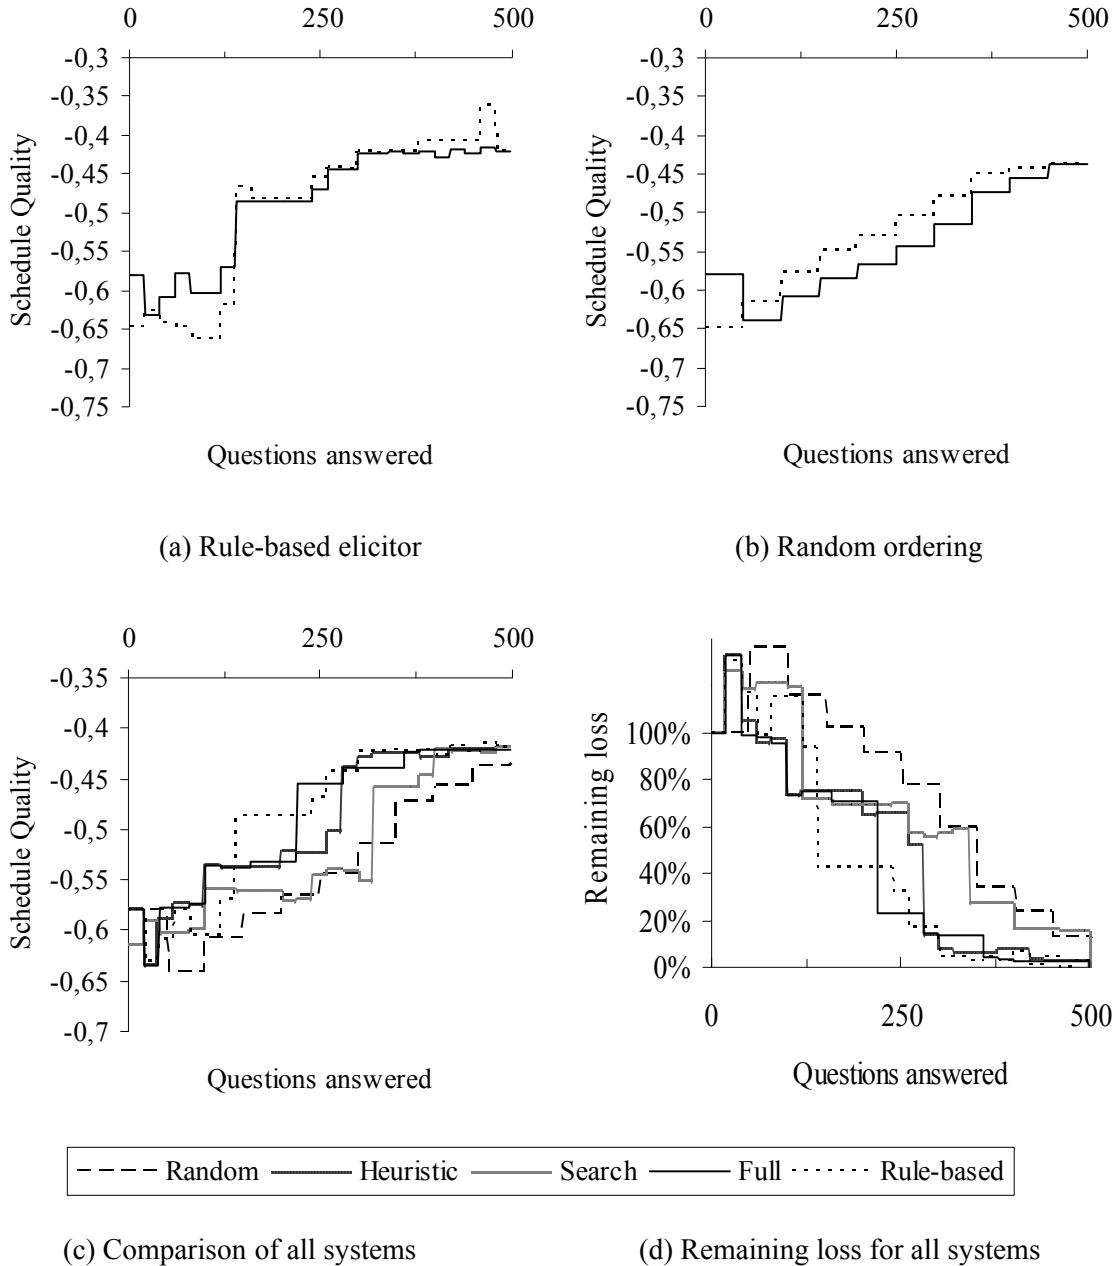 0 250 500
-0,3
-0,35
-0,4
-0,45
-0,5
-0,55
-0,6
-0,65
-0,7
-0,75
Schedule Quality
Questions answered
(a) Rule-based elicitor
0 250 500
-0,3
-0,35
-0,4
-0,45
-0,5
-0,55
-0,6
-0,65
-0,7
-0,75
Schedule Quality
Questions answered
(b) Random ordering
0 250 500
-0,35
-0,4
-0,45
-0,5
-0,55
-0,6
-0,65
-0,7
Schedule Quality
Questions answered
100%
80%
60%
40%
20%
0%
Remaining loss
0 250 500
Questions answered
Random Heuristic Search Full Rule-based
(c) Comparison of all systems
(d) Remaining loss for all systems